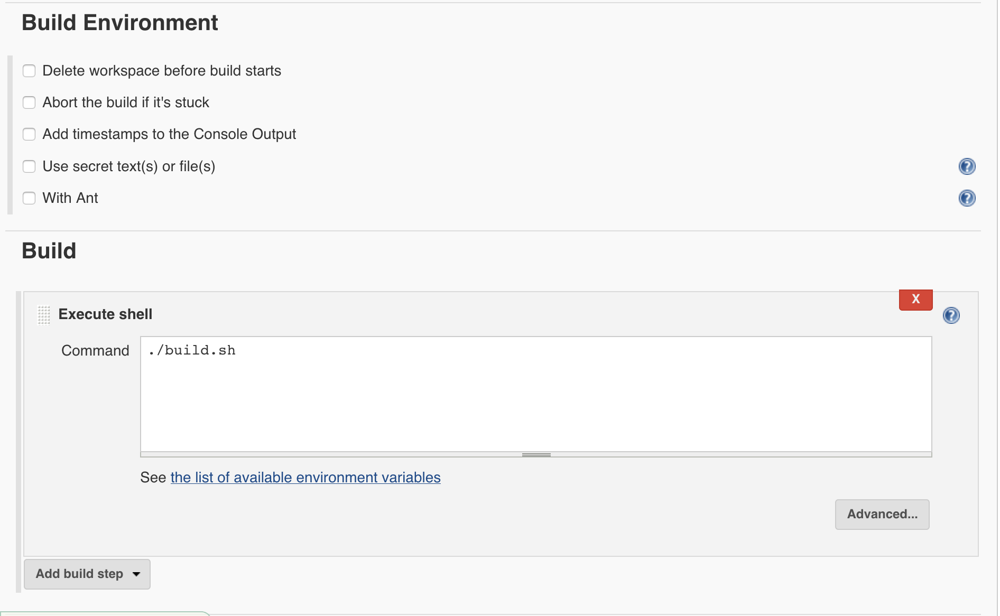 Build Environment
Delete workspace before build starts
Abort the build if it's stuck
Add timestamps to the Console Output
Use secret text(s) or file(s)
?
With Ant
?
Build
X
Execute shell
?
Command
./build.sh
See the list of available environment variables
Advanced...
Add build step